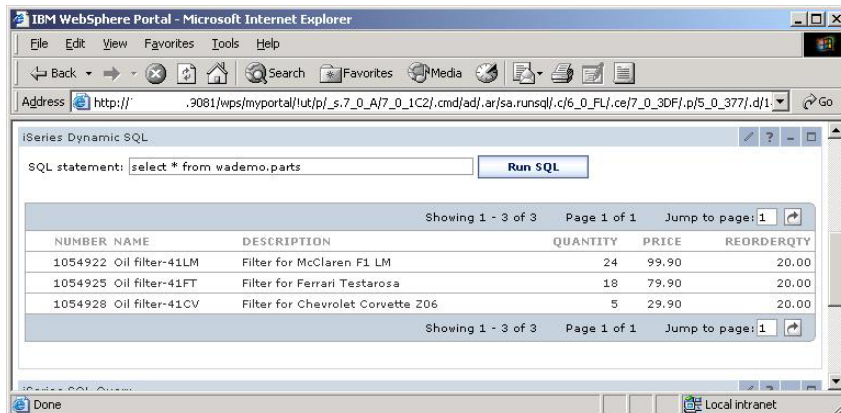 IBM WebSphere Portal - Microsoft Internet Explorer
File Edit View Favorites Tools Help
Back Search Favorites Media
Address http://' .9081/wps/myportal/!ut/p/_s.7_0_A/7_0_1C2/.cmd/ad/.ar/sa.runsql/.c/6_0_FL/.ce/7_0_3DF/.p/5_0_377/.d/1 Go
iSeries Dynamic SQL
SQL statement: select * from wademo.parts Run SQL
Showing 1 - 3 of 3 Page 1 of 1 Jump to page: 1
NUMBER NAME DESCRIPTION QUANTITY PRICE REORDERQTY
1054922 Oil filter-41LM Filter for McClaren F1 LM 24 99.90 20.00
1054925 Oil filter-41FT Filter for Ferrari Testarosa 18 79.90 20.00
1054928 Oil filter-41CV Filter for Chevrolet Corvette Z06 5 29.90 20.00
Showing 1 - 3 of 3 Page 1 of 1 Jump to page: 1
iSeries SQL Query
Done Local intranet